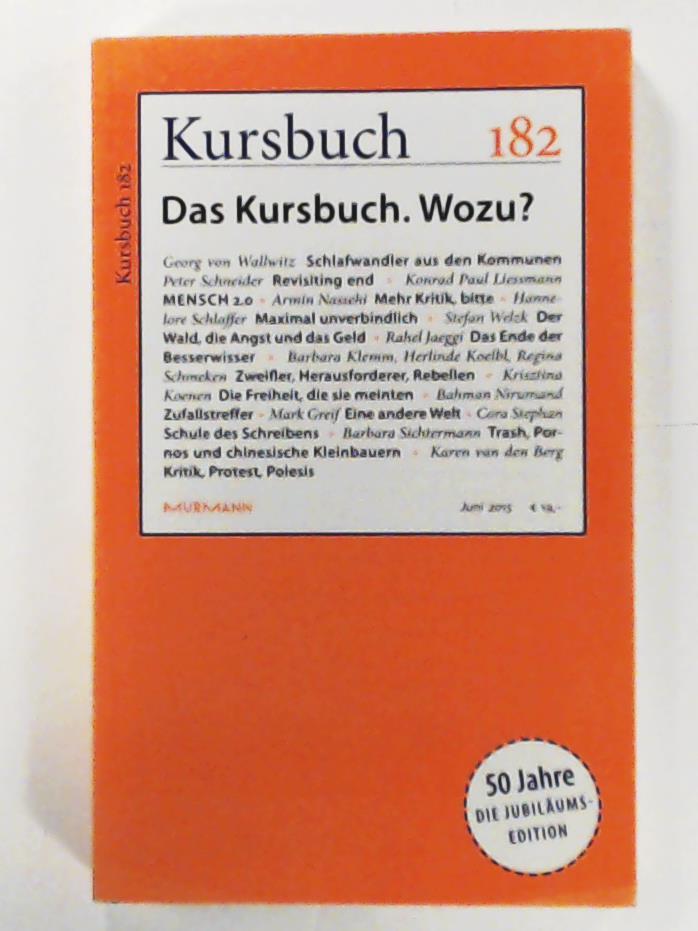 Kursbuch 182
Kursbuch 182
Das Kursbuch. Wozu?
Georg von Wallwitz Schlafwandler aus den Kommunen
Peter Schneider Revisiting end • Konrad Paul Liessmann
MENSCH 2.0 • Armin Nassehi Mehr Kritik, bitte • Hanne-
lore Schlaffer Maximal unverbindlich • Stefan Welzk Der
Wald, die Angst und das Geld • Rahel Jaeggi Das Ende der
Besserwisser • Barbara Klemm, Herlinde Koelbl, Regina
Schmeken Zweifler, Herausforderer, Rebellen • Krisztina
Koenen Die Freiheit, die sie meinten • Bahman Nirumand
Zufallstreffer • Mark Greif Eine andere Welt • Cora Stephan
Schule des Schreibens • Barbara Sichtermann Trash, Por-
nos und chinesische Kleinbauern • Karen van den Berg
Kritik, Protest, Poiesis
MURMANN Juni 2015 € 19,-
50 Jahre
DIE JUBILÄUMS-
EDITION